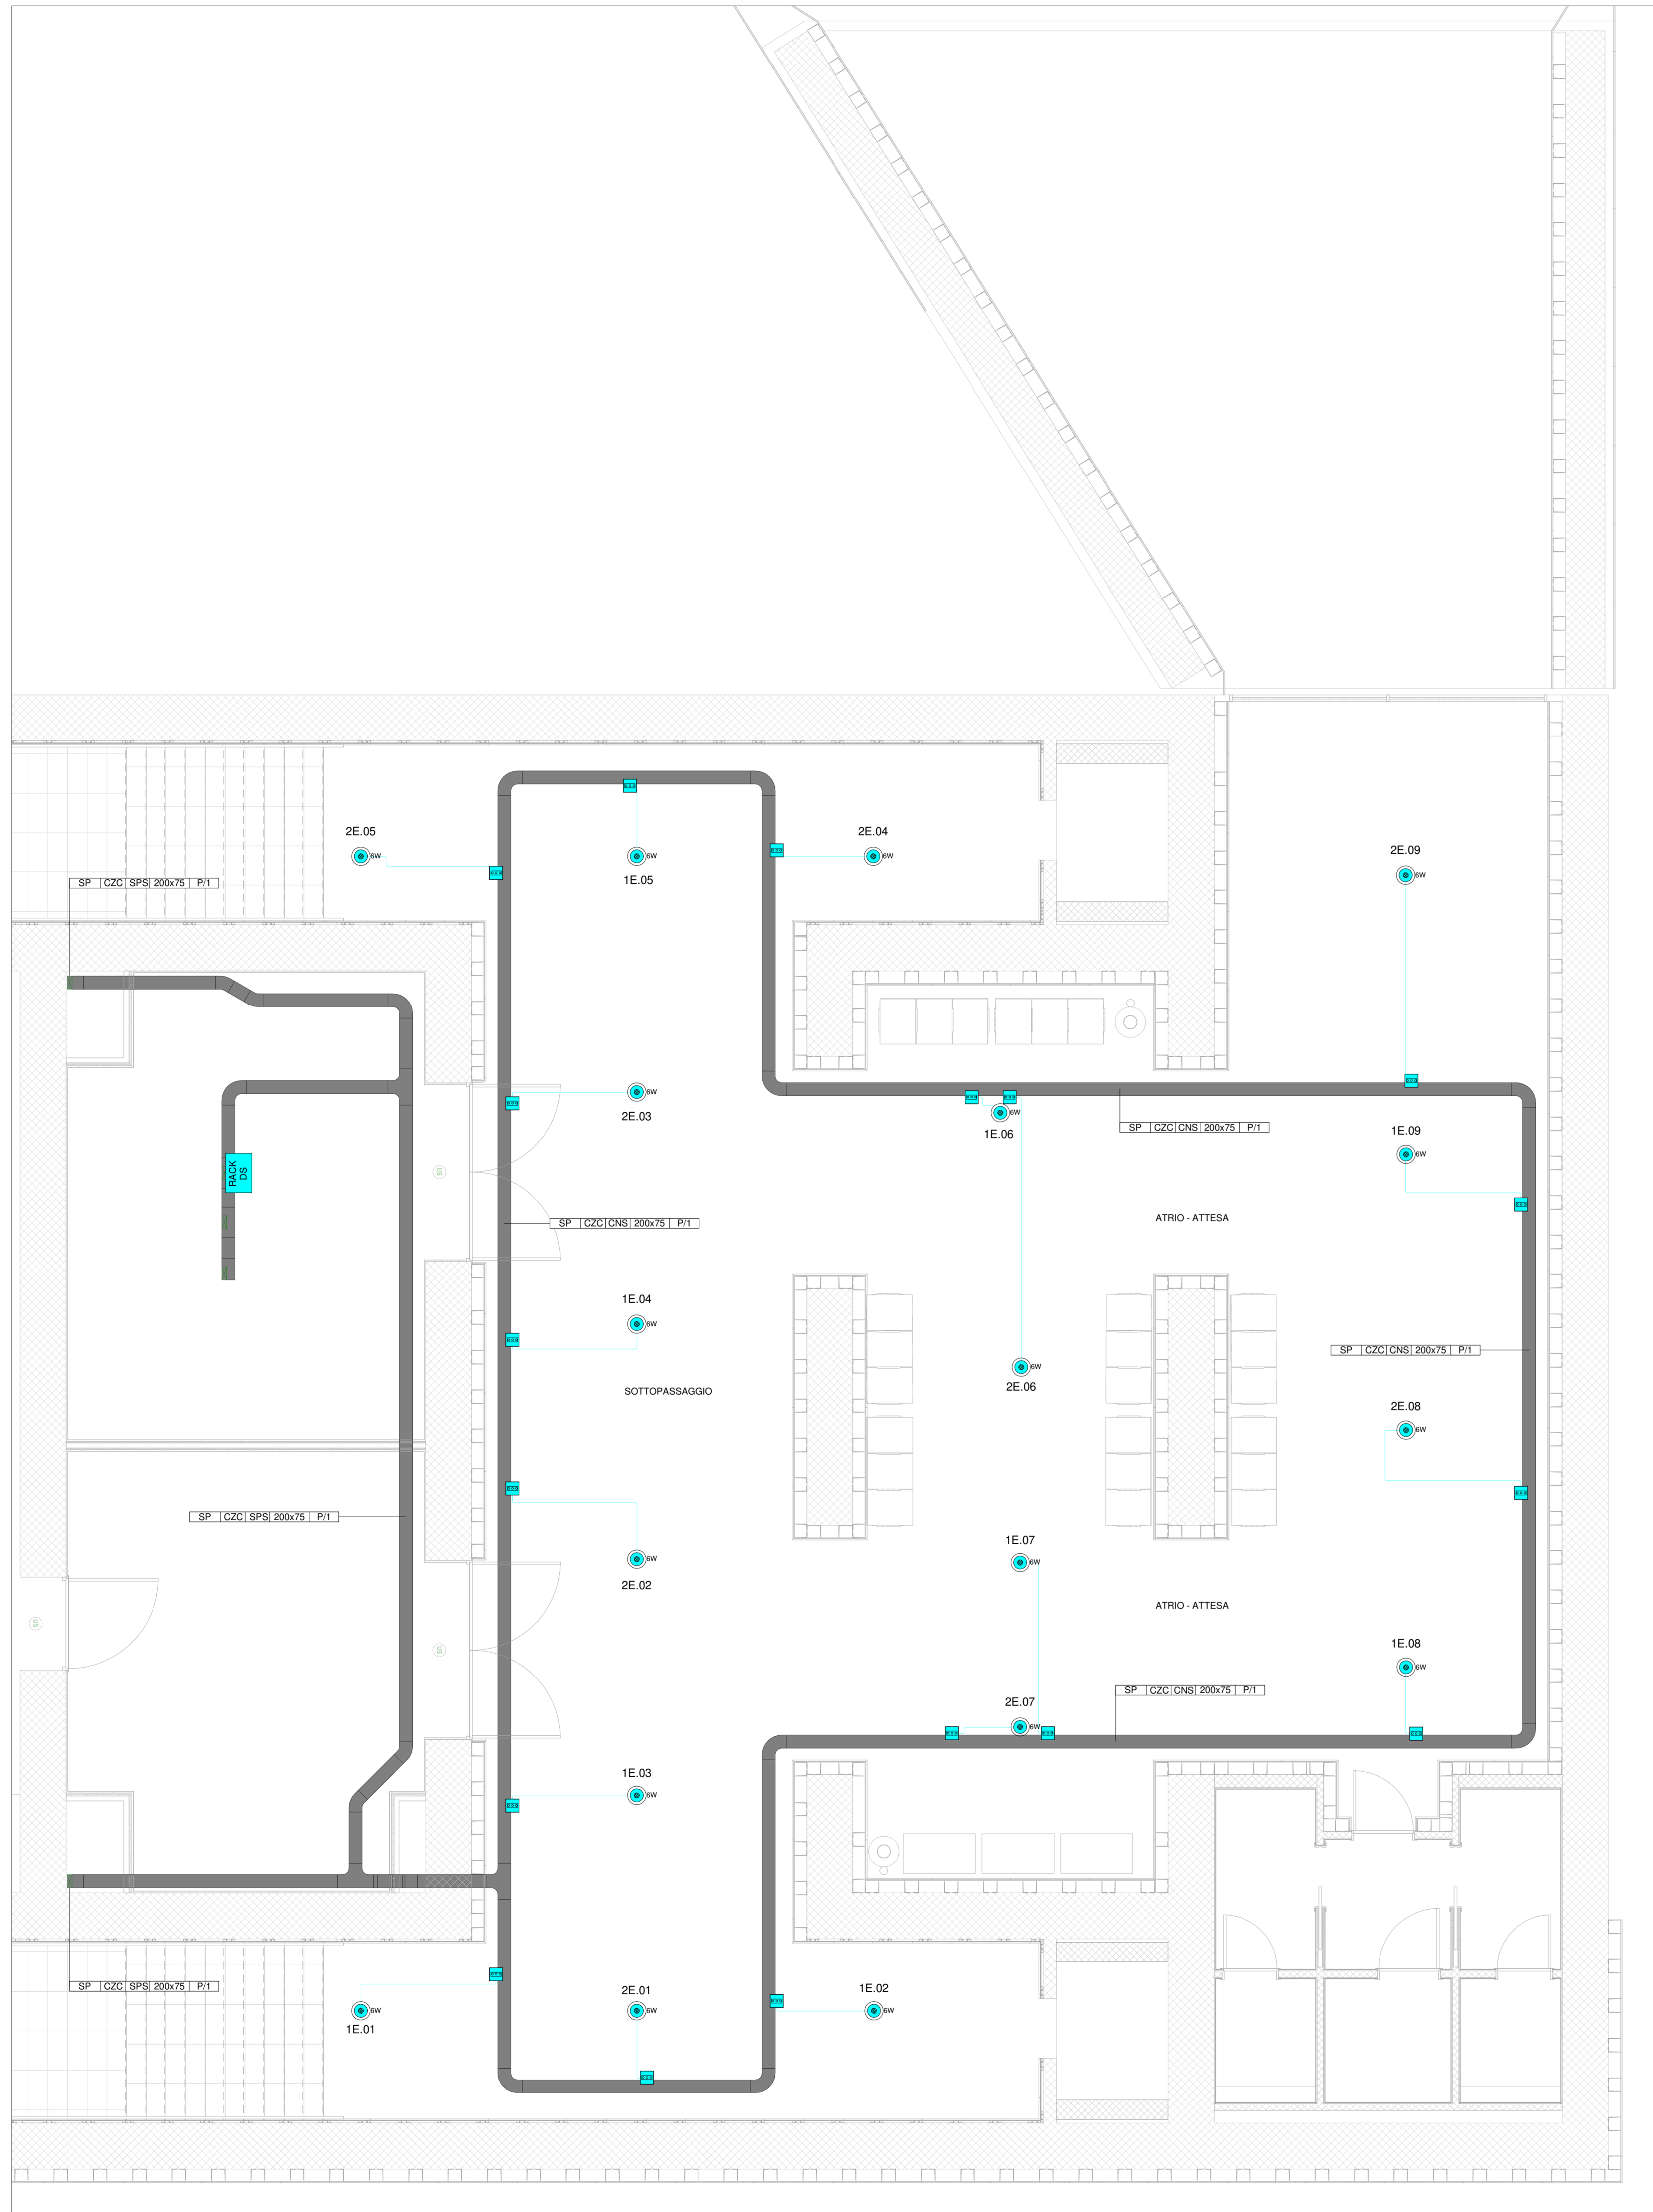 2E.05
6W
1E.05
6W
2E.04
6W
2E.09
6W
SP CZC SPS 200x75 P/1
2E.03
6W
1E.06
6W
SP CZC CNS 200x75 P/1
1E.09
6W
RACK
DS
SP CZC CNS 200x75 P/1
ATRIO - ATTESA
1E.04
6W
SOTTOPASSAGGIO
2E.06
6W
SP CZC CNS 200x75 P/1
2E.08
6W
SP CZC SPS 200x75 P/1
2E.02
6W
1E.07
6W
ATRIO - ATTESA
1E.08
6W
SP CZC CNS 200x75 P/1
2E.07
6W
1E.03
6W
SP CZC SPS 200x75 P/1
1E.01
6W
2E.01
6W
1E.02
6W